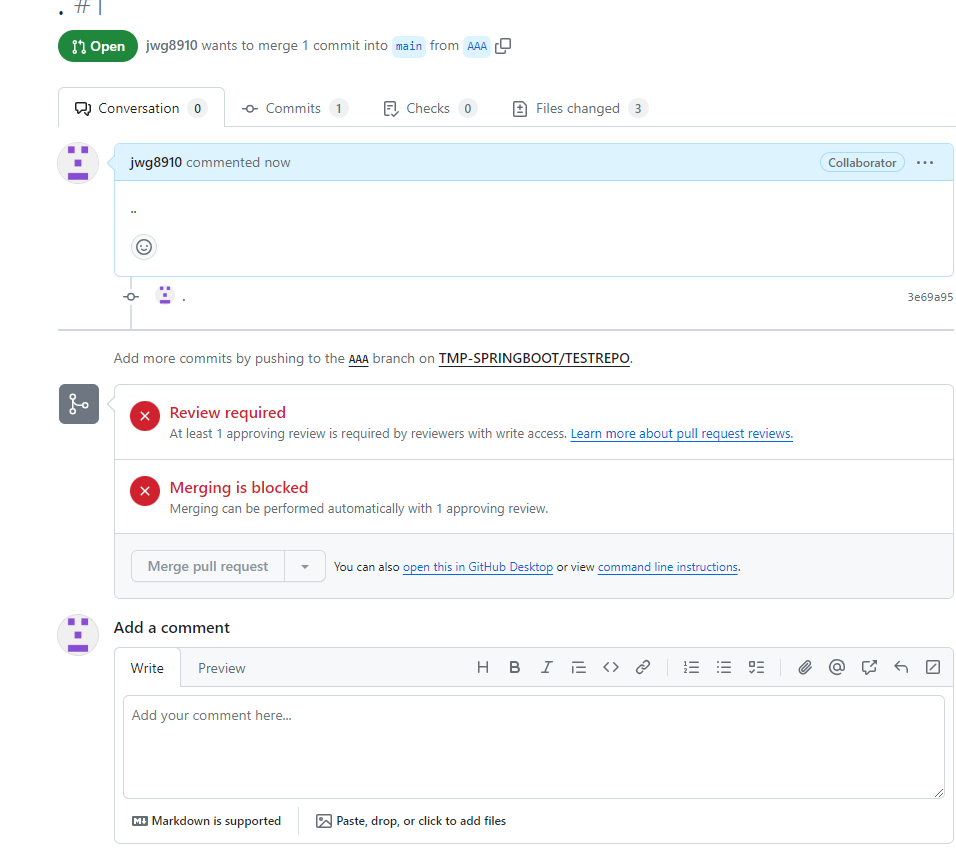 . #
Open jwg8910 wants to merge 1 commit into main from AAA
Conversation 0 Commits 1 Checks 0 Files changed 3
jwg8910 commented now Collaborator ...
..
. 3e69a95
Add more commits by pushing to the AAA branch on TMP-SPRINGBOOT/TESTREPO.
Review required
At least 1 approving review is required by reviewers with write access. Learn more about pull request reviews.
Merging is blocked
Merging can be performed automatically with 1 approving review.
Merge pull request You can also open this in GitHub Desktop or view command line instructions.
Add a comment
Write Preview H B I
Add your comment here...
Markdown is supported Paste, drop, or click to add files